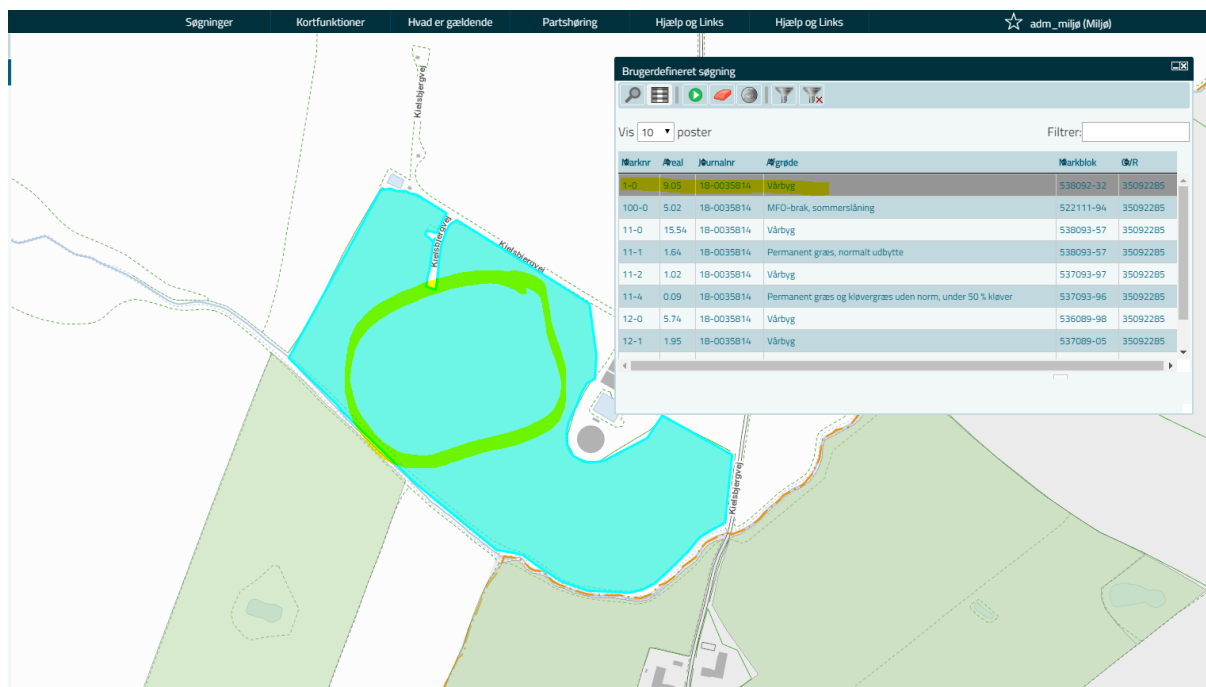 Søgninger Kortfunktioner Hvad er gældende Partshøring Hjælp og Links Hjælp og Links adm_miljø (Miljø)
Brugerdefineret søgning
Vis 10 poster Filtrer:
Marknr Areal Journalnr Afgrøde Markblok CVR
1-0 9.05 18-0035814 Vårbyg 538092-32 35092285
100-0 5.02 18-0035814 MFO-brak, sommerslåning 522111-94 35092285
11-0 15.54 18-0035814 Vårbyg 538093-57 35092285
11-1 1.64 18-0035814 Permanent græs, normalt udbytte 538093-57 35092285
11-2 1.02 18-0035814 Vårbyg 537093-97 35092285
11-4 0.09 18-0035814 Permanent græs og kløvergræs uden norm, under 50 % kløver 537093-96 35092285
12-0 5.74 18-0035814 Vårbyg 536089-98 35092285
12-1 1.95 18-0035814 Vårbyg 537089-05 35092285
Kielsbjergvej
Kielsbjergvej
Kielsbjergvej
Kielsbjergvej